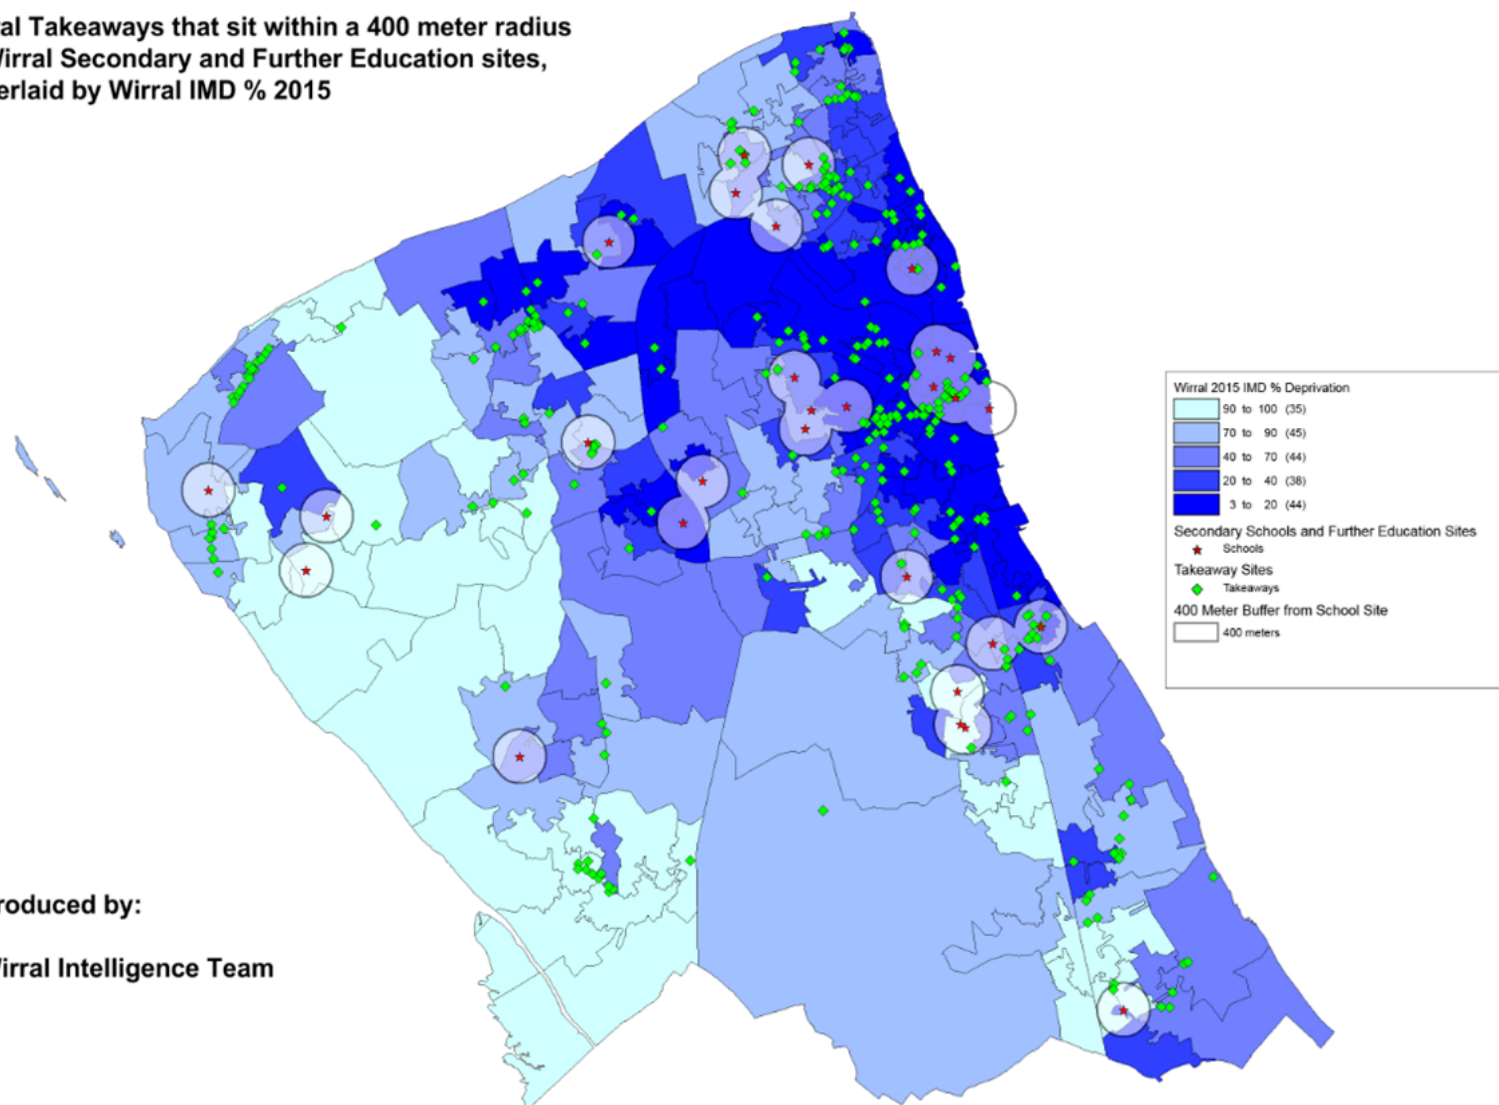 al Takeaways that sit within a 400 meter radius
Wirral Secondary and Further Education sites,
erlaid by Wirral IMD % 2015
Wirral 2015 IMD % Deprivation
90 to 100 (35)
70 to 90 (45)
40 to 70 (44)
20 to 40 (38)
3 to 20 (44)
Secondary Schools and Further Education Sites
Schools
Takeaway Sites
Takeaways
400 Meter Buffer from School Site
400 meters
roduced by:
Wirral Intelligence Team